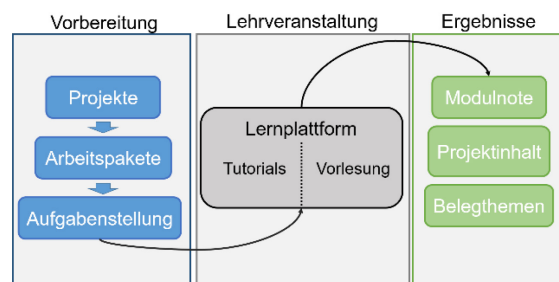 Vorbereitung
Projekte
Arbeitspakete
Aufgabenstellung
Lehrveranstaltung
Lernplattform
Tutorials
Vorlesung
Ergebnisse
Modulnote
Projektinhalt
Belegthemen